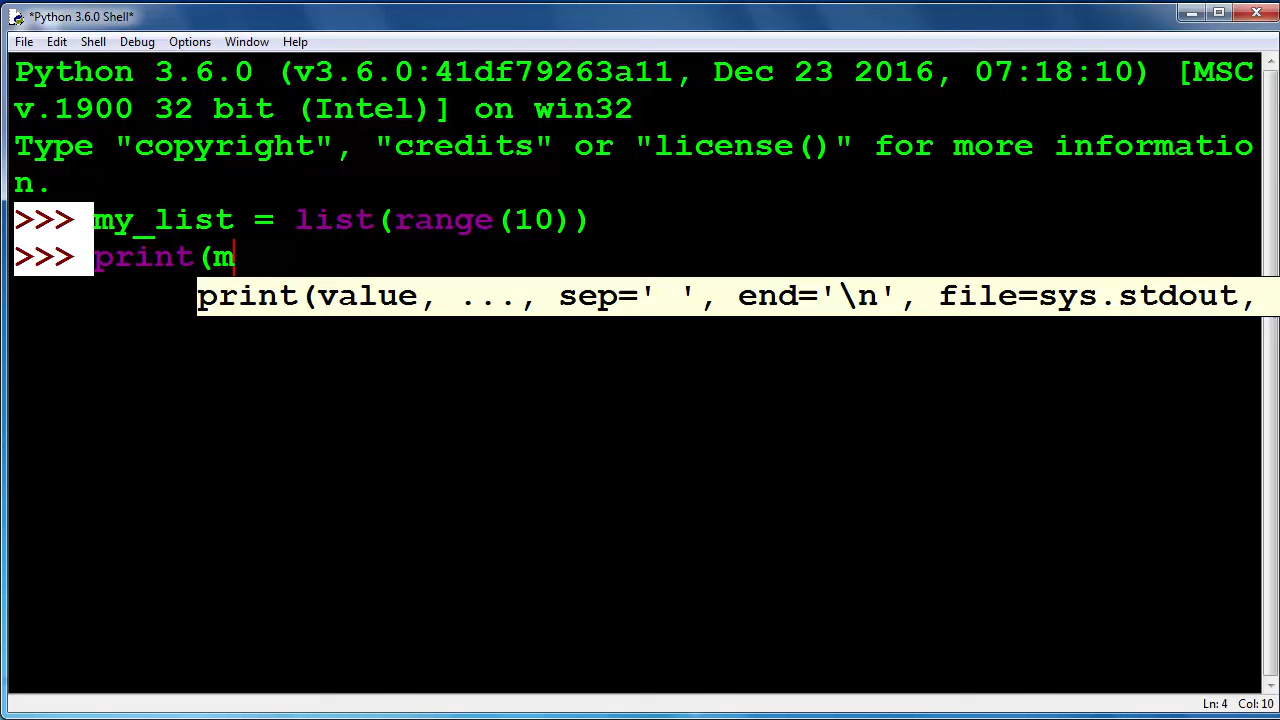 *Python 3.6.0 Shell*
File Edit Shell Debug Options Window Help
Python 3.6.0 (v3.6.0:41df79263a11, Dec 23 2016, 07:18:10) [MSC
v.1900 32 bit (Intel)] on win32
Type "copyright", "credits" or "license()" for more informatio
n.
>>> my_list = list(range(10))
>>> print(m
print(value, ..., sep=' ', end='\n', file=sys.stdout,
Ln: 4 Col: 10